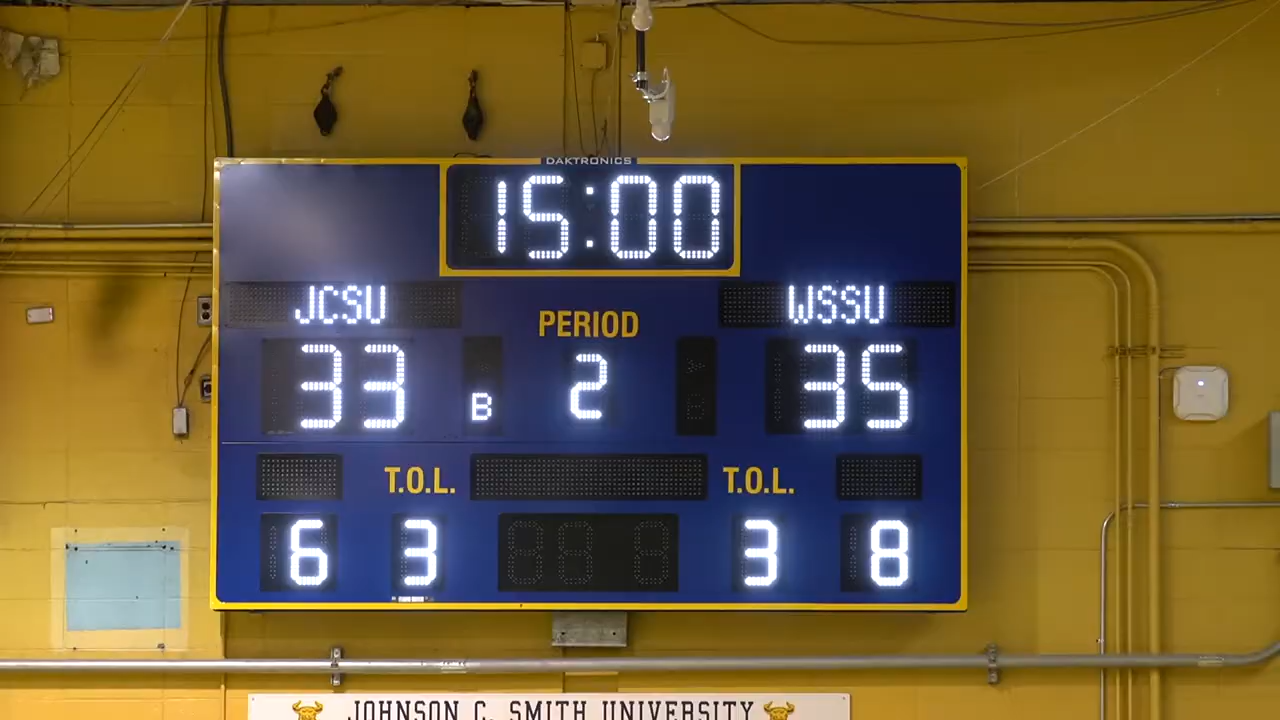 DAKTRONICS
15:00
JCSU
WSSU
PERIOD
33
B
2
35
T.O.L.
T.O.L.
6
3
3
8
JOHNSON C. SMITH UNIVERSITY